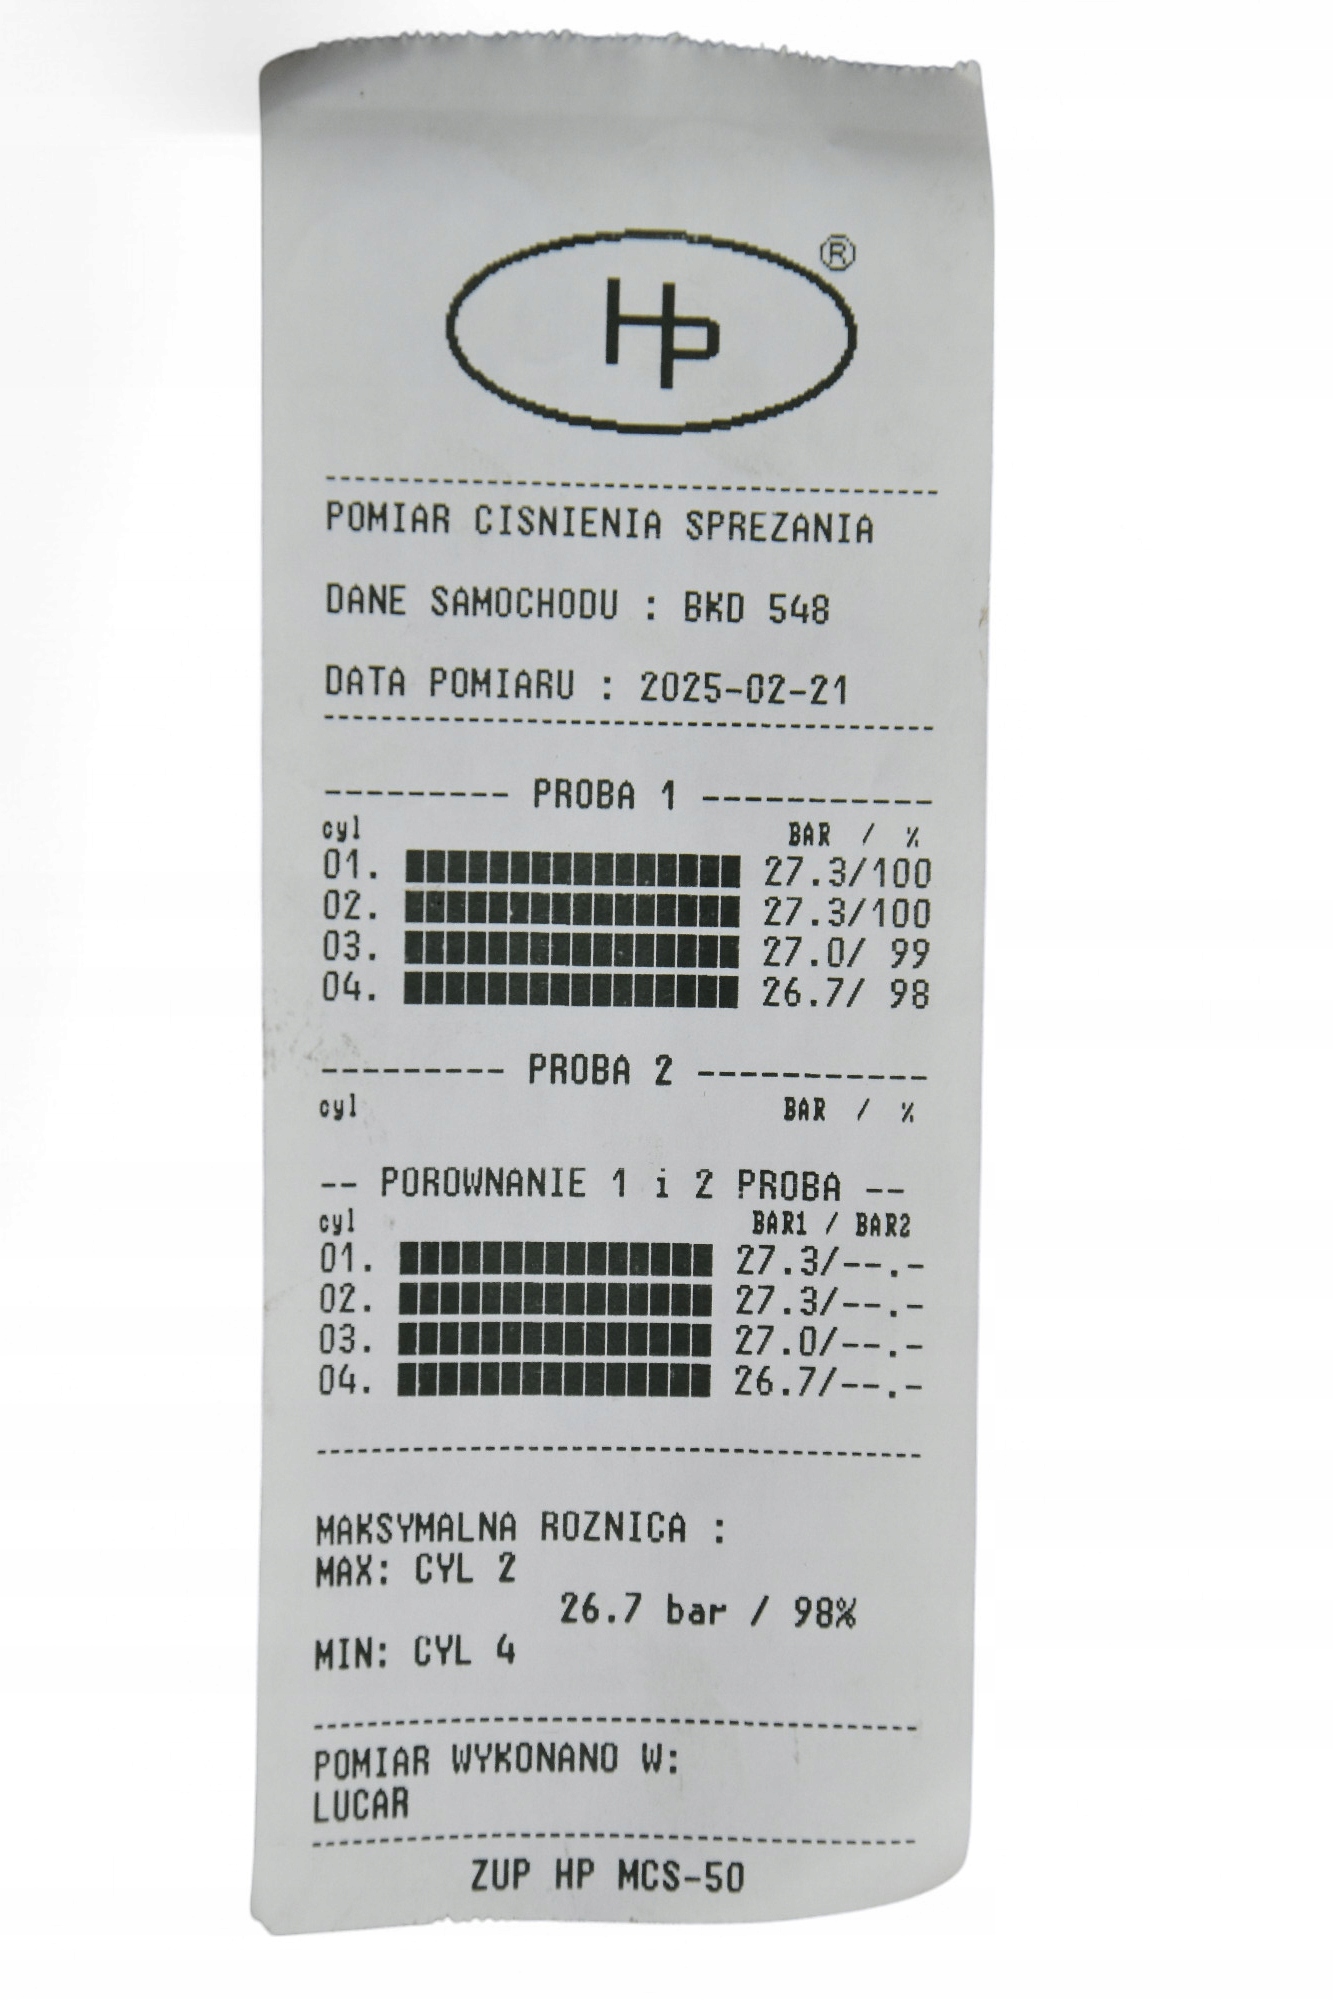 HP ®
POMIAR CISNIENIA SPREZANIA
DANE SAMOCHODU : BKD 548
DATA POMIARU : 2025-02-21
--------- PROBA 1 -----------
cyl BAR / %
01. 27.3/100
02. 27.3/100
03. 27.0/ 99
04. 26.7/ 98
--------- PROBA 2 -----------
cyl BAR / %
-- POROWNANIE 1 i 2 PROBA --
cyl BAR1 / BAR2
01. 27.3/--.-
02. 27.3/--.-
03. 27.0/--.-
04. 26.7/--.-
MAKSYMALNA ROZNICA :
MAX: CYL 2
26.7 bar / 98%
MIN: CYL 4
POMIAR WYKONANO W:
LUCAR
ZUP HP MCS-50